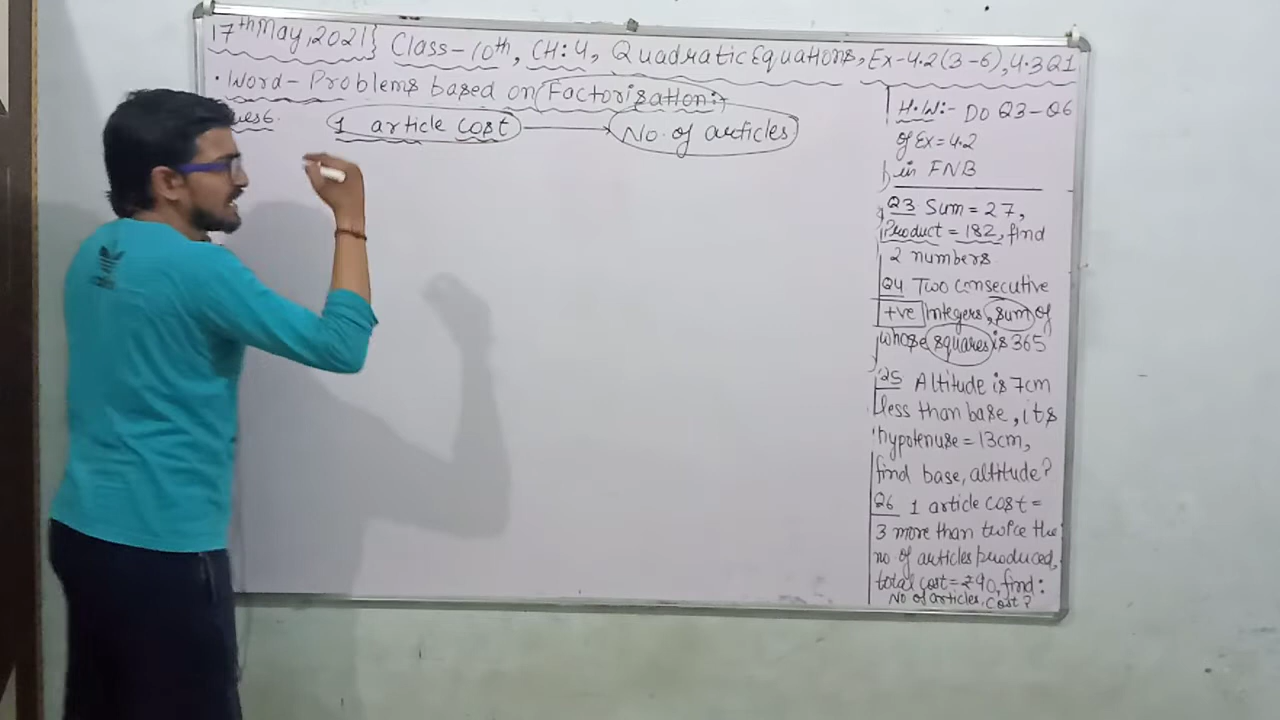 17th May, 2021} Class-10th, CH: 4, Quadratic Equations, Ex-4.2(3-6), 4.3Q1
• Word-Problems based on Factorisation:
1 article cost → No. of articles
H.W:- Do Q3-Q6
of Ex=4.2
in FNB
Q3 Sum = 27,
Product = 182, find
2 numbers
Q4 Two consecutive
+ve Integers, sum of
whose squares is 365
Q5 Altitude is 7cm
less than base, its
hypotenuse = 13cm,
find base, altitude?
Q6 1 article cost =
3 more than twice the
no of articles produced,
total cost = ₹90, find:
No of articles, cost?